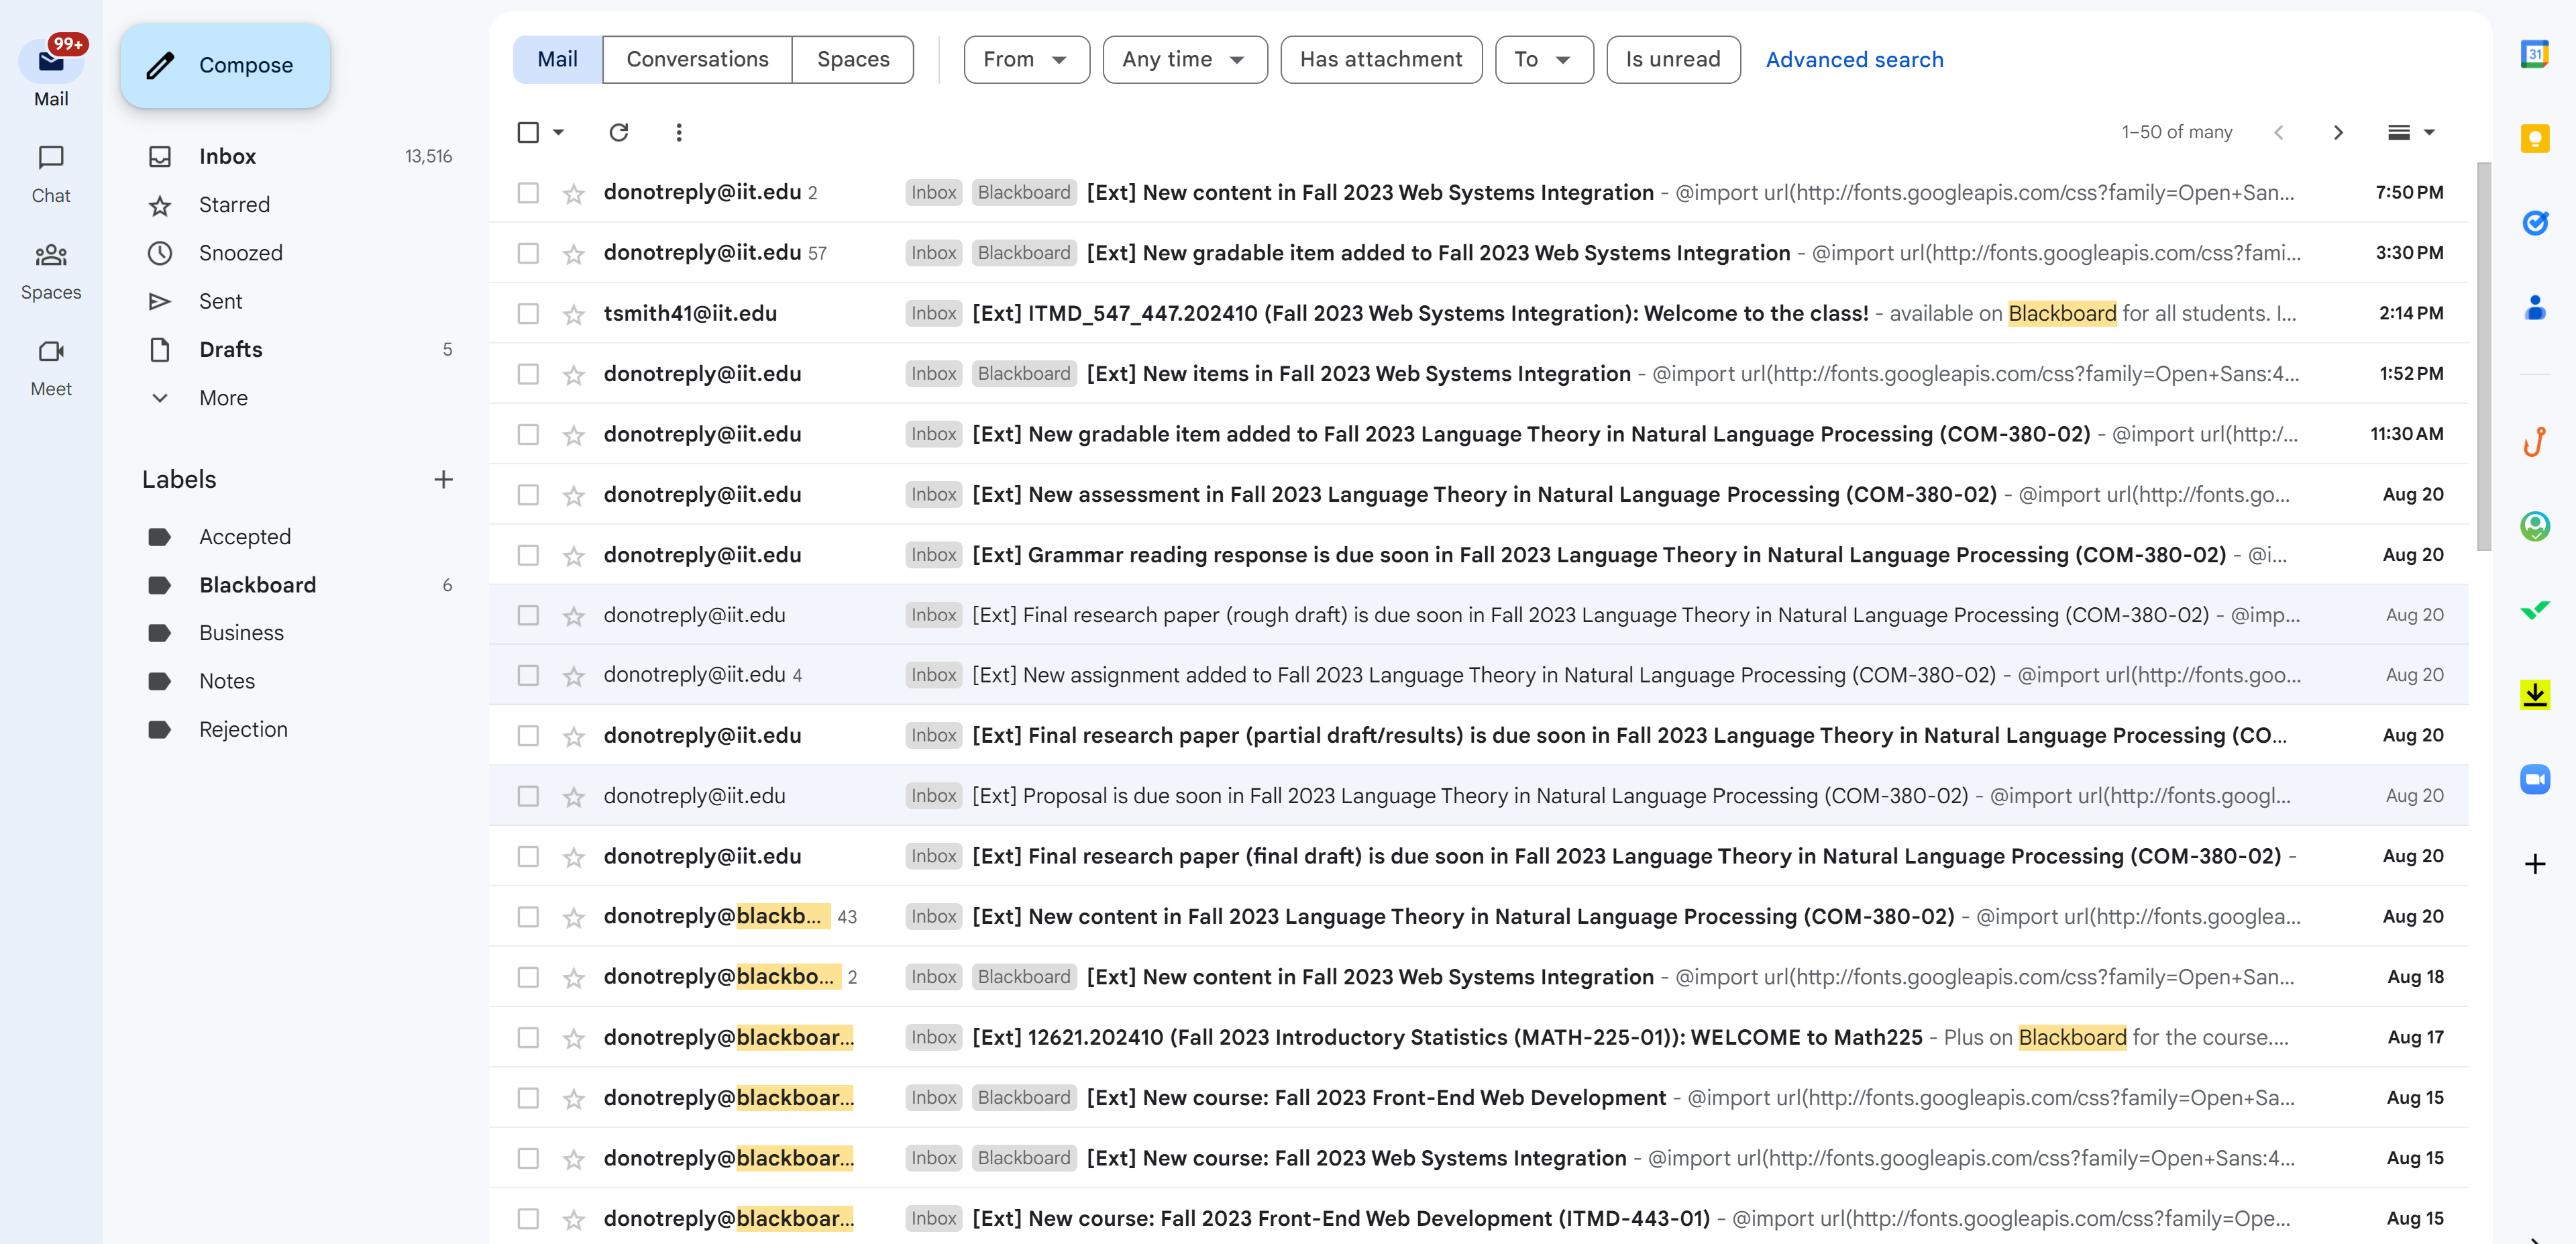 99+
Mail
Chat
Spaces
Meet
Compose
Inbox 13,516
Starred
Snoozed
Sent
Drafts 5
More
Labels
Accepted
Blackboard 6
Business
Notes
Rejection
Mail Conversations Spaces From Any time Has attachment To Is unread Advanced search
1–50 of many
donotreply@iit.edu 2 Inbox Blackboard [Ext] New content in Fall 2023 Web Systems Integration - @import url(http://fonts.googleapis.com/css?family=Open+San... 7:50 PM
donotreply@iit.edu 57 Inbox Blackboard [Ext] New gradable item added to Fall 2023 Web Systems Integration - @import url(http://fonts.googleapis.com/css?fami... 3:30 PM
tsmith41@iit.edu Inbox [Ext] ITMD_547_447.202410 (Fall 2023 Web Systems Integration): Welcome to the class! - available on Blackboard for all students. I... 2:14 PM
donotreply@iit.edu Inbox Blackboard [Ext] New items in Fall 2023 Web Systems Integration - @import url(http://fonts.googleapis.com/css?family=Open+Sans:4... 1:52 PM
donotreply@iit.edu Inbox [Ext] New gradable item added to Fall 2023 Language Theory in Natural Language Processing (COM-380-02) - @import url(http:/... 11:30 AM
donotreply@iit.edu Inbox [Ext] New assessment in Fall 2023 Language Theory in Natural Language Processing (COM-380-02) - @import url(http://fonts.go... Aug 20
donotreply@iit.edu Inbox [Ext] Grammar reading response is due soon in Fall 2023 Language Theory in Natural Language Processing (COM-380-02) - @i... Aug 20
donotreply@iit.edu Inbox [Ext] Final research paper (rough draft) is due soon in Fall 2023 Language Theory in Natural Language Processing (COM-380-02) - @imp... Aug 20
donotreply@iit.edu 4 Inbox [Ext] New assignment added to Fall 2023 Language Theory in Natural Language Processing (COM-380-02) - @import url(http://fonts.goo... Aug 20
donotreply@iit.edu Inbox [Ext] Final research paper (partial draft/results) is due soon in Fall 2023 Language Theory in Natural Language Processing (CO... Aug 20
donotreply@iit.edu Inbox [Ext] Proposal is due soon in Fall 2023 Language Theory in Natural Language Processing (COM-380-02) - @import url(http://fonts.googl... Aug 20
donotreply@iit.edu Inbox [Ext] Final research paper (final draft) is due soon in Fall 2023 Language Theory in Natural Language Processing (COM-380-02) - Aug 20
donotreply@blackb... 43 Inbox [Ext] New content in Fall 2023 Language Theory in Natural Language Processing (COM-380-02) - @import url(http://fonts.googlea... Aug 20
donotreply@blackbo... 2 Inbox Blackboard [Ext] New content in Fall 2023 Web Systems Integration - @import url(http://fonts.googleapis.com/css?family=Open+San... Aug 18
donotreply@blackboar... Inbox [Ext] 12621.202410 (Fall 2023 Introductory Statistics (MATH-225-01)): WELCOME to Math225 - Plus on Blackboard for the course.... Aug 17
donotreply@blackboar... Inbox Blackboard [Ext] New course: Fall 2023 Front-End Web Development - @import url(http://fonts.googleapis.com/css?family=Open+Sa... Aug 15
donotreply@blackboar... Inbox Blackboard [Ext] New course: Fall 2023 Web Systems Integration - @import url(http://fonts.googleapis.com/css?family=Open+Sans:4... Aug 15
donotreply@blackboar... Inbox [Ext] New course: Fall 2023 Front-End Web Development (ITMD-443-01) - @import url(http://fonts.googleapis.com/css?family=Ope... Aug 15
31